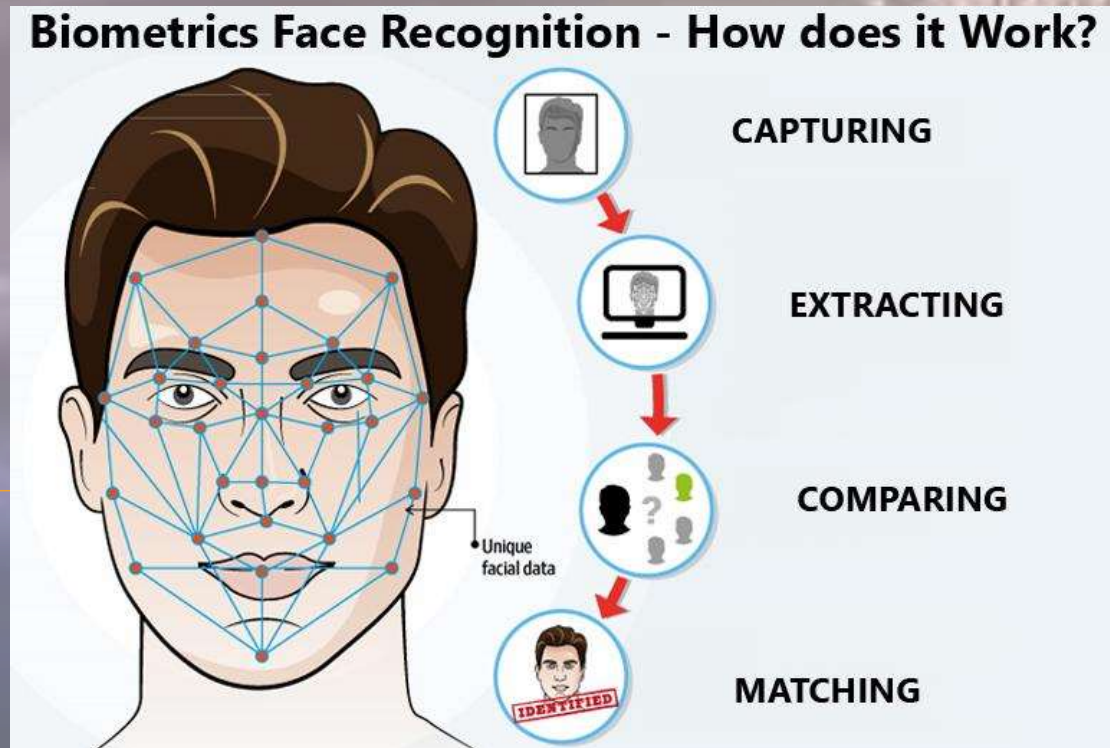 Biometrics Face Recognition - How does it Work?
CAPTURING
EXTRACTING
?
COMPARING
Unique
facial data
IDENTIFIED
MATCHING